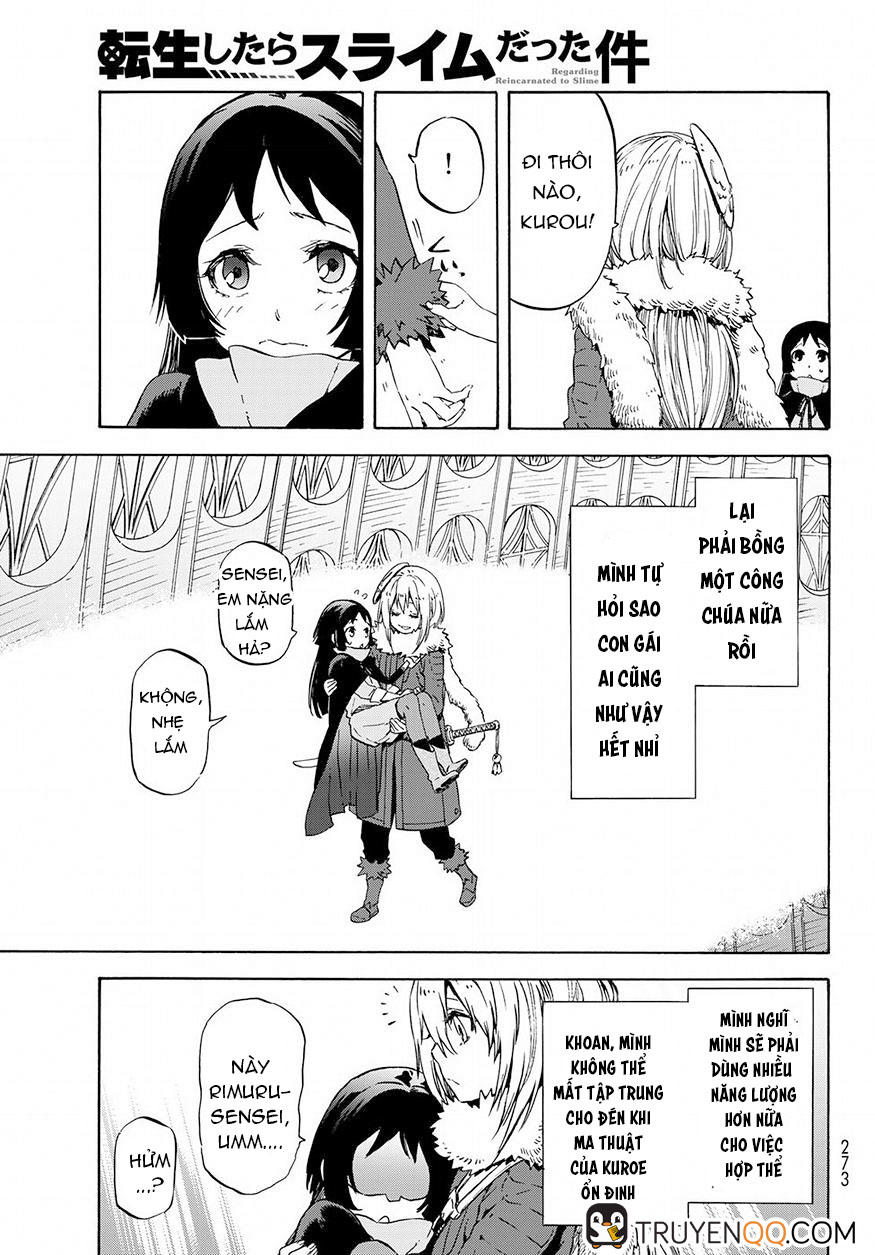 転生したらスライムだった件
Regarding
Reincarnated to Slime
ĐI THÔI
NÀO,
KUROU!
!
LẠI
PHẢI BỒNG
MỘT CÔNG
CHÚA NỮA
RỒI
MÌNH TỰ
HỎI SAO
CON GÁI
AI CŨNG
NHƯ VẬY
HẾT NHỈ
SENSEI,
EM NẶNG
LẮM
HẢ?
KHÔNG,
NHẸ
LẮM
MÌNH NGHĨ
MÌNH SẼ PHẢI
DÙNG NHIỀU
NĂNG LƯỢNG
HƠN NỮA
CHO VIỆC
HỢP THỂ
KHOAN, MÌNH
KHÔNG THỂ
MẤT TẬP TRUNG
CHO ĐẾN KHI
MA THUẬT
CỦA KUROE
ỔN ĐỊNH
NÀY
RIMURU-
SENSEI,
UMM....
HỬM
...?
273
TRUYENQQ.COM